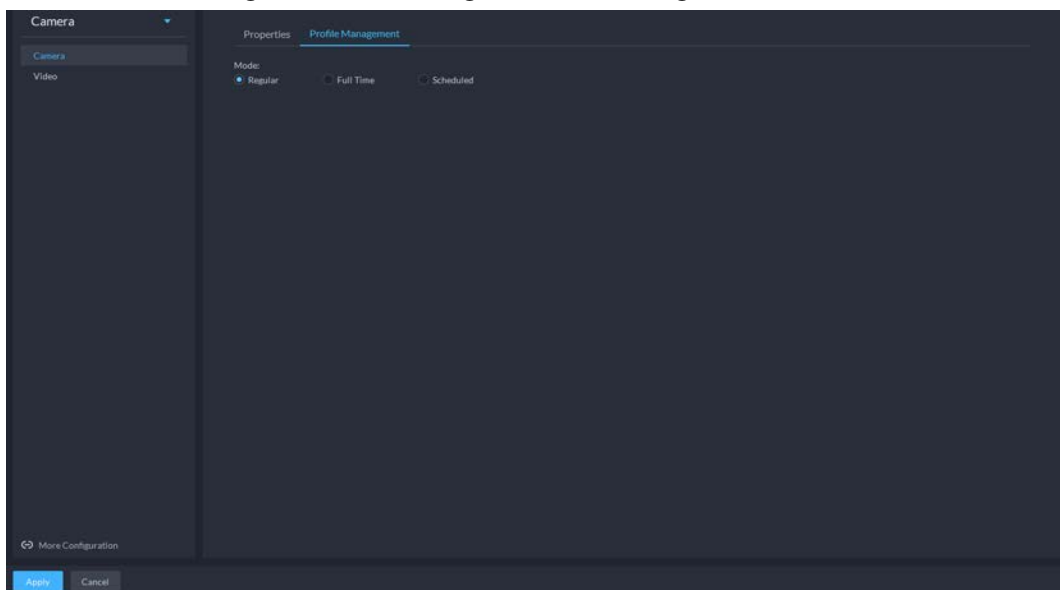 Camera
Properties Profile Management
Camera
Video
Mode:
Regular Full Time Scheduled
More Configuration
Apply Cancel